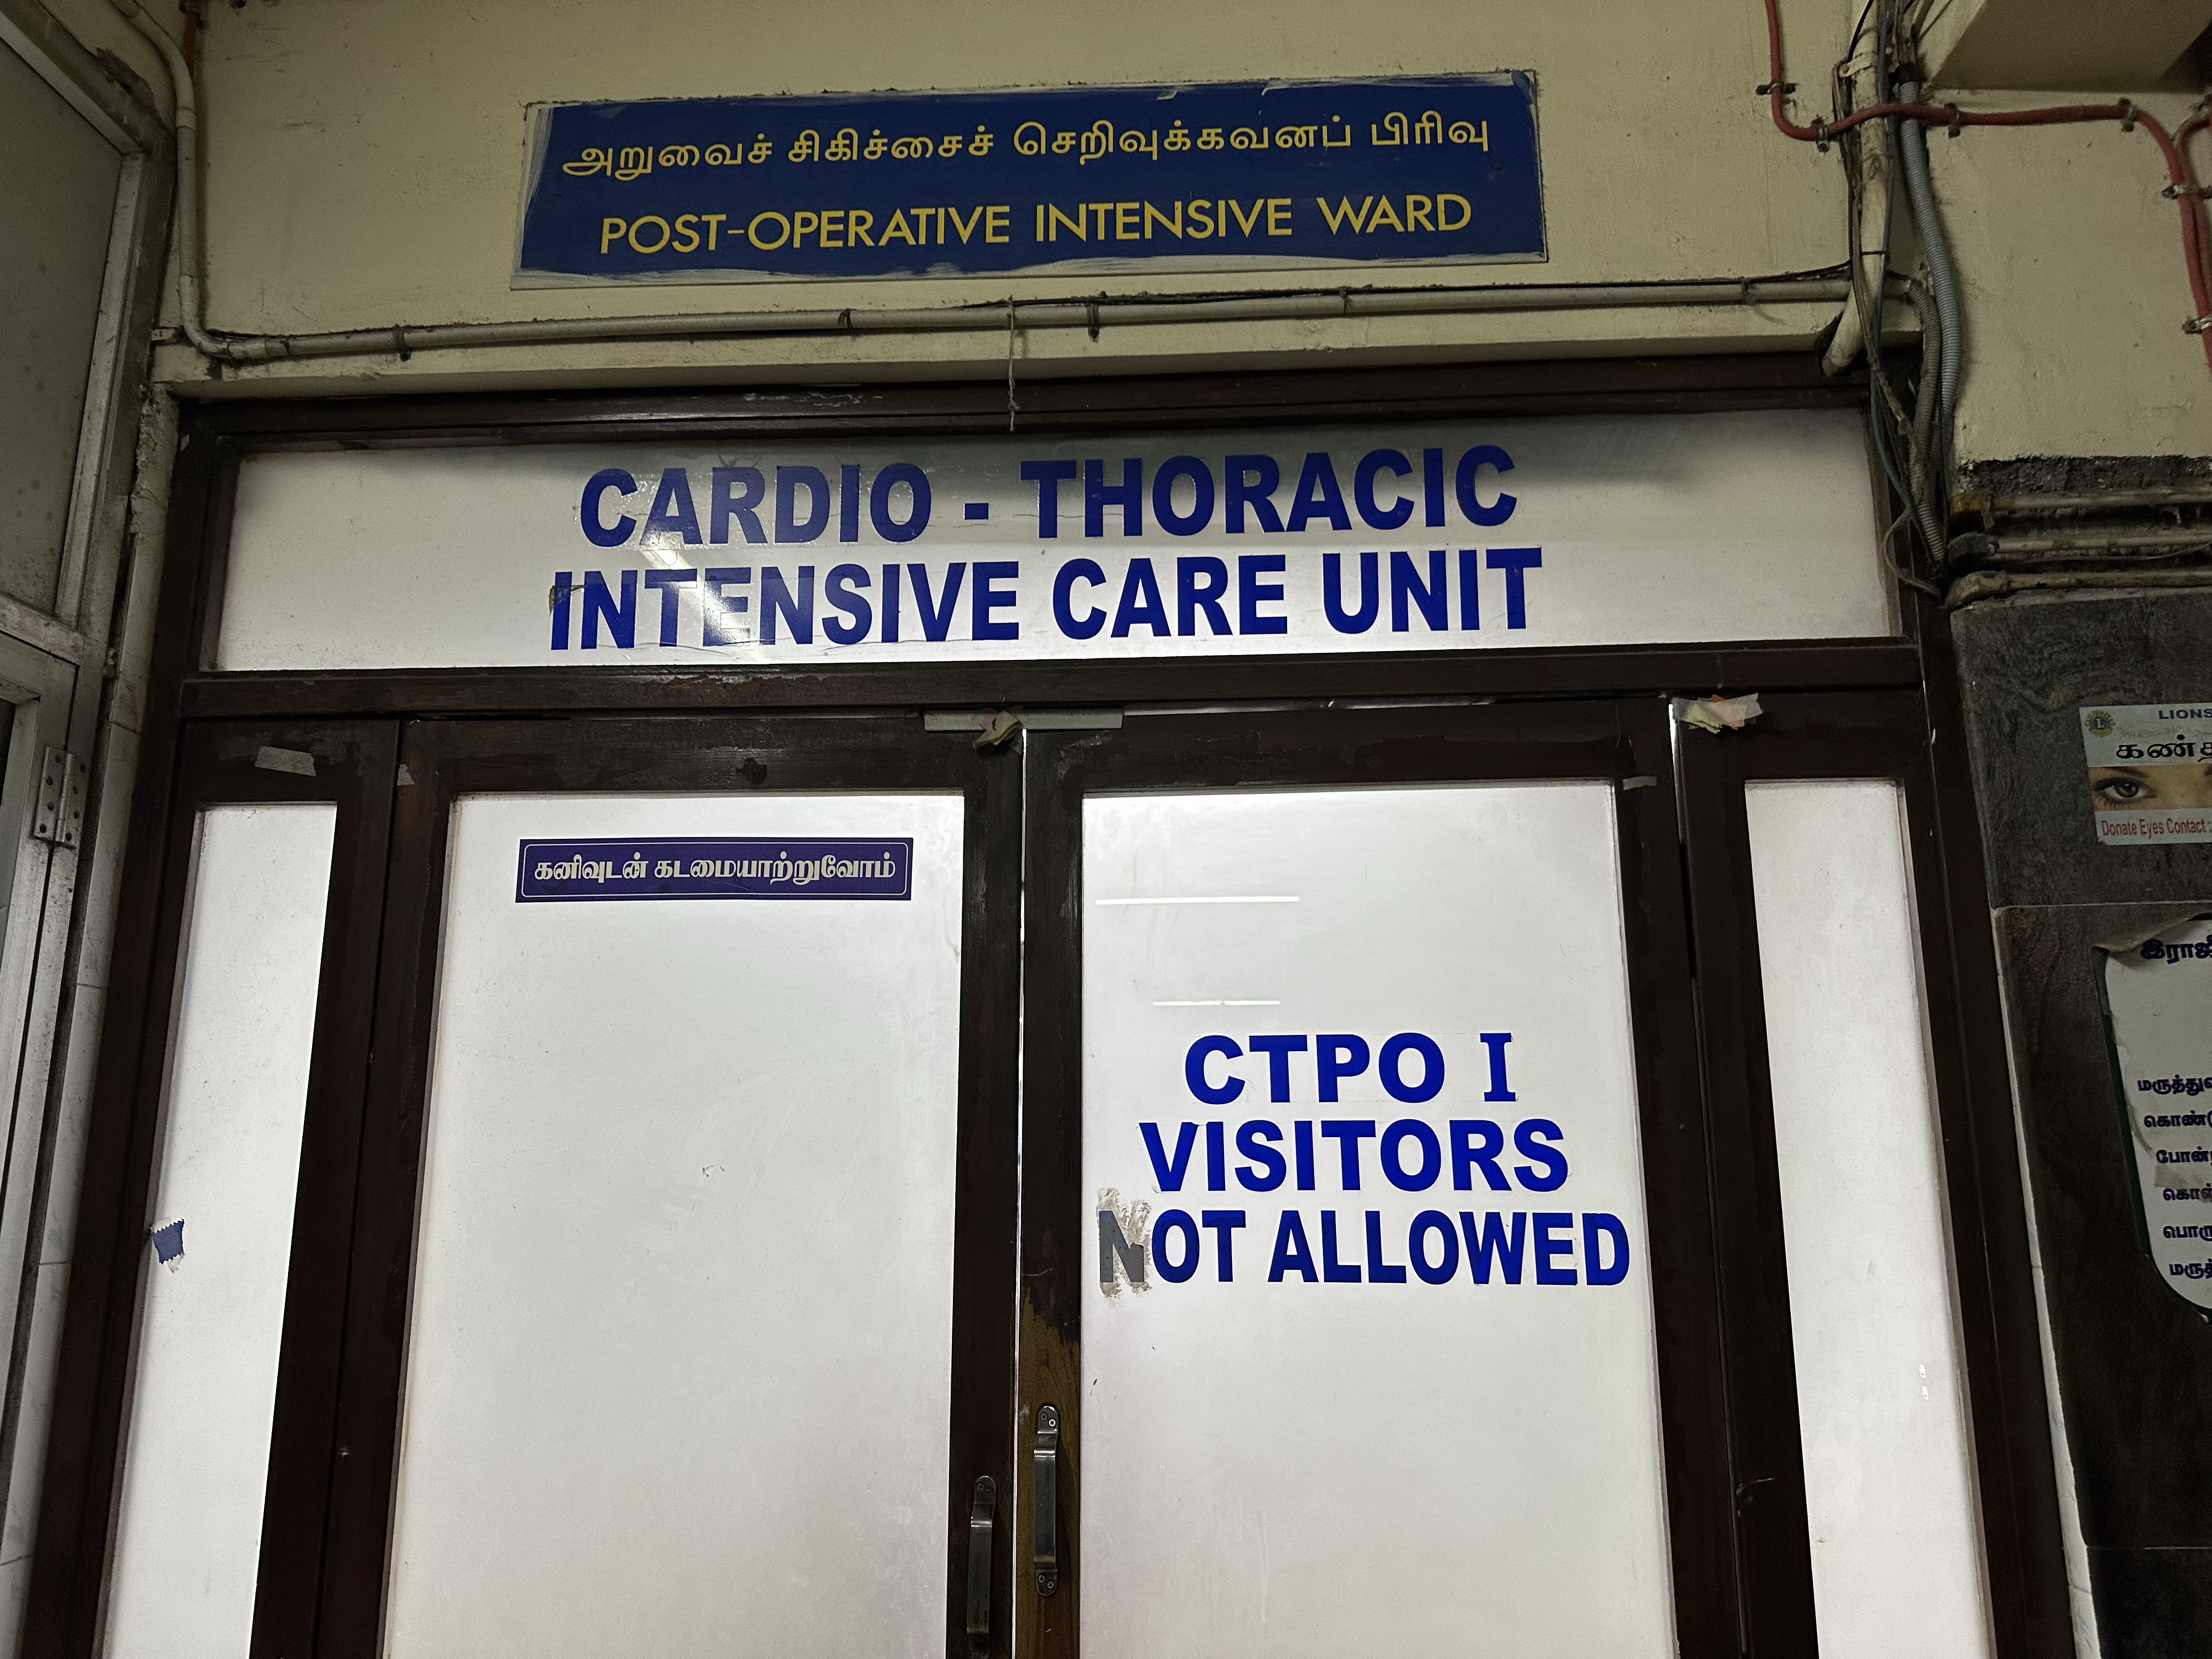 அறுவைச் சிகிச்சைச் செறிவுக்கவனப் பிரிவு
POST-OPERATIVE INTENSIVE WARD
CARDIO - THORACIC
INTENSIVE CARE UNIT
கனிவுடன் கடமையாற்றுவோம்
CTPO I
VISITORS
NOT ALLOWED
LIONS
Donate Eyes Contact :